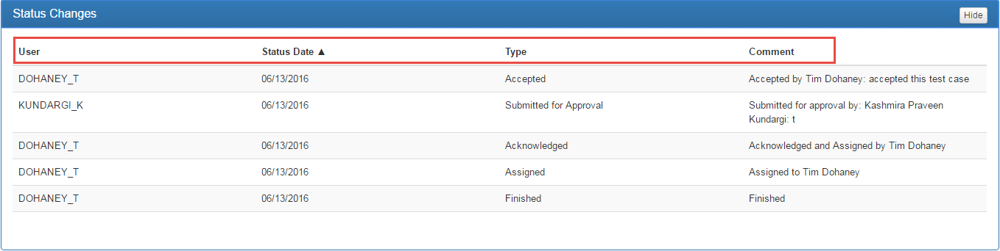 Status Changes Hide
User Status Date ▲ Type Comment
DOHANEY_T 06/13/2016 Accepted Accepted by Tim Dohaney: accepted this test case
KUNDARGI_K 06/13/2016 Submitted for Approval Submitted for approval by: Kashmira Praveen
Kundargi: t
DOHANEY_T 06/13/2016 Acknowledged Acknowledged and Assigned by Tim Dohaney
DOHANEY_T 06/13/2016 Assigned Assigned to Tim Dohaney
DOHANEY_T 06/13/2016 Finished Finished